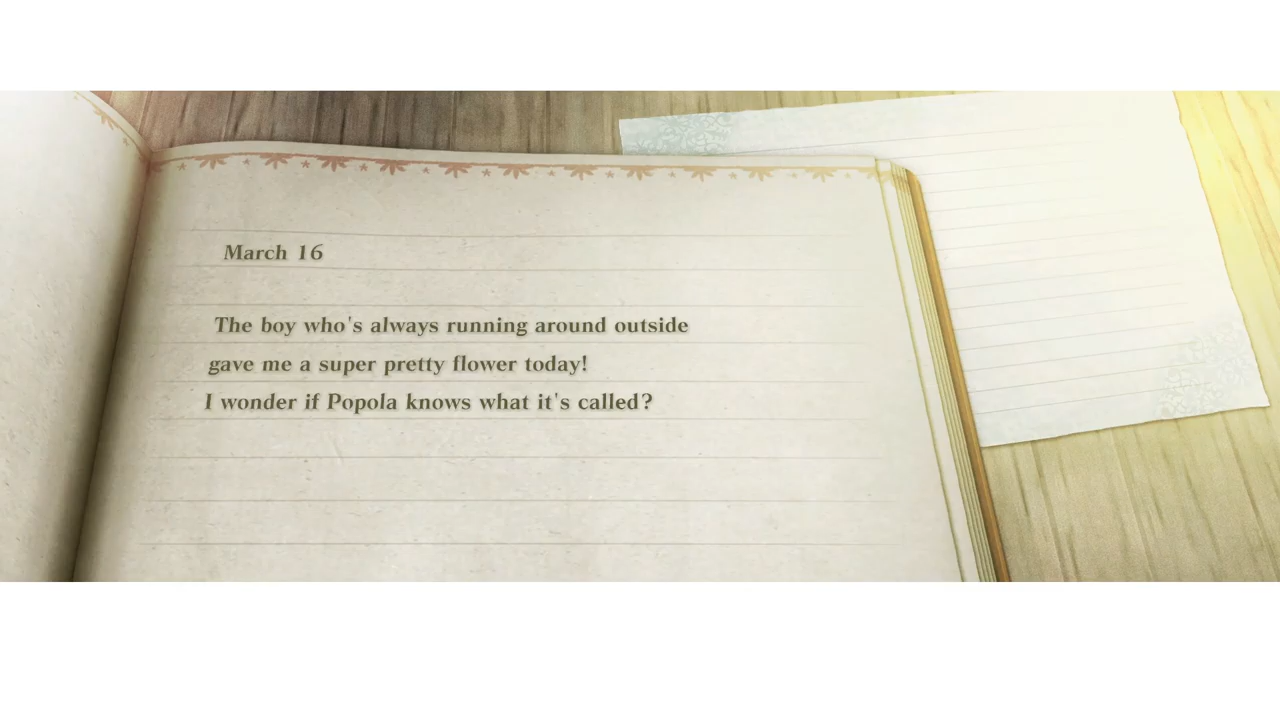 March 16
The boy who's always running around outside
gave me a super pretty flower today!
I wonder if Popola knows what it's called?